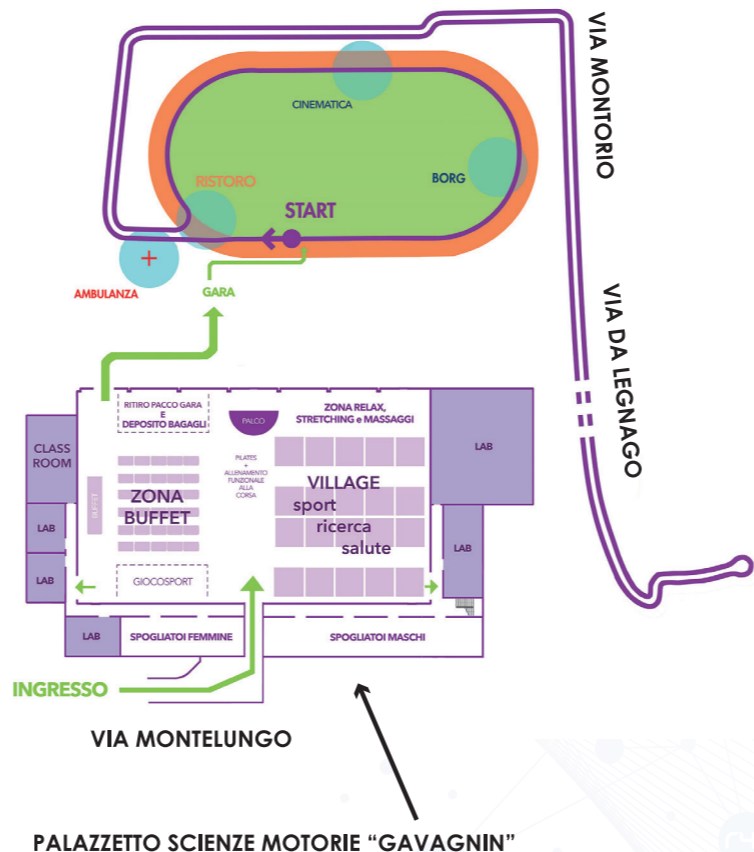 VIA MONTORIO
CINEMATICA
RISTORO
BORG
START
AMBULANZA
GARA
VIA DA LEGNAGO
RITIRO PACCO GARA
E
DEPOSITO BAGAGLI
PALCO
ZONA RELAX,
STRETCHING e MASSAGGI
CLASS
ROOM
LAB
PILATES
+
ALLENAMENTO
FUNZIONALE
ALLA
CORSA
BUFFET
ZONA
BUFFET
VILLAGE
sport
ricerca
salute
LAB
LAB
LAB
GIOCOSPORT
LAB
SPOGLIATOI FEMMINE
SPOGLIATOI MASCHI
INGRESSO
VIA MONTELUNGO
PALAZZETTO SCIENZE MOTORIE “GAVAGNIN”